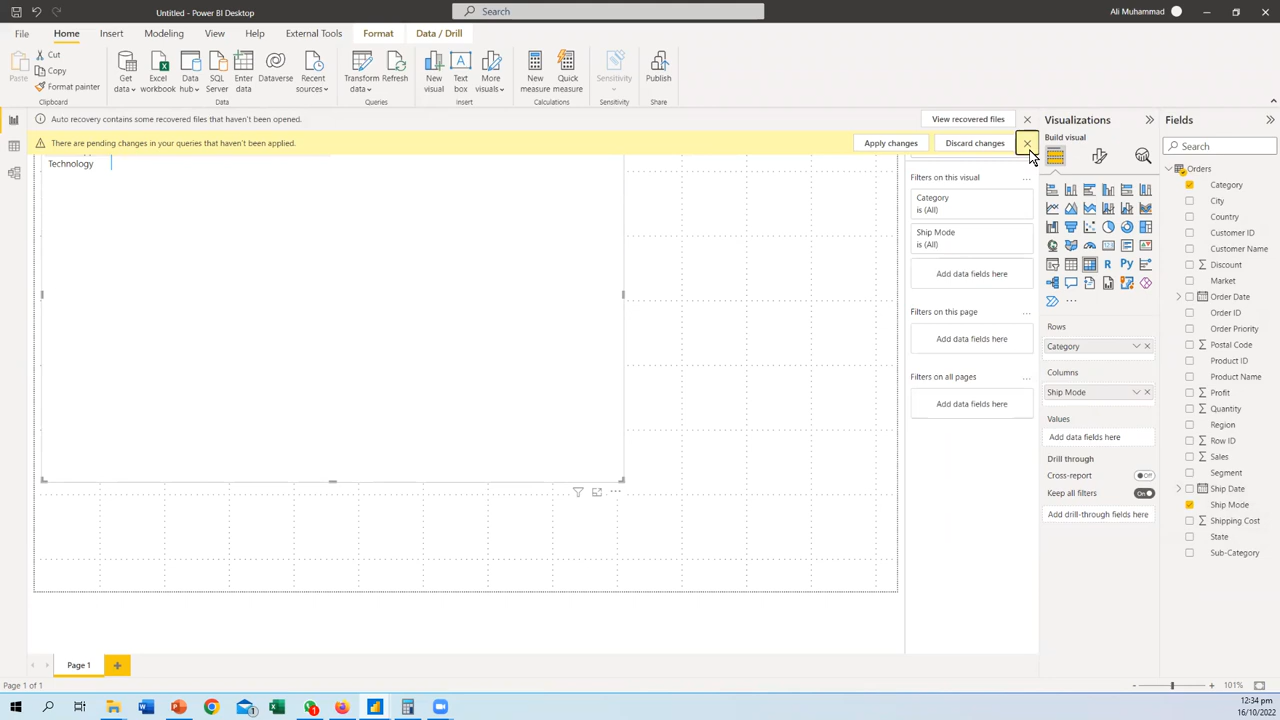 Untitled - Power BI Desktop
Search
Ali Muhammad
File
Home
Insert
Modeling
View
Help
External Tools
Format
Data / Drill
Paste
Cut
Copy
Format painter
Get data
Excel workbook
Data hub
SQL Server
Enter data
Dataverse
Recent sources
Transform data
Refresh
New visual
Text box
More visuals
New measure
Quick measure
Sensitivity
Publish
Clipboard
Data
Queries
Insert
Calculations
Sensitivity
Share
Auto recovery contains some recovered files that haven't been opened.
View recovered files
There are pending changes in your queries that haven't been applied.
Apply changes
Discard changes
Technology
Filters on this visual
...
Category
is (All)
Ship Mode
is (All)
Add data fields here
Filters on this page
...
Add data fields here
Filters on all pages
...
Add data fields here
Visualizations
Build visual
R
Py
...
Rows
Category
Columns
Ship Mode
Values
Add data fields here
Drill through
Cross-report
Off
Keep all filters
On
Add drill-through fields here
Fields
Search
Orders
Category
City
Country
Customer ID
Customer Name
Discount
Market
Order Date
Order ID
Order Priority
Postal Code
Product ID
Product Name
Profit
Quantity
Region
Row ID
Sales
Segment
Ship Date
Ship Mode
Shipping Cost
State
Sub-Category
Page 1
Page 1 of 1
101%
12:34 pm
16/10/2022